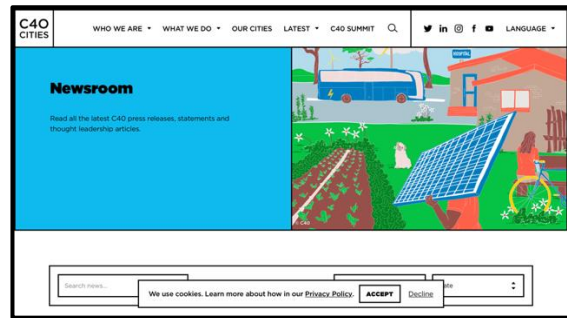 C40
CITIES
WHO WE ARE WHAT WE DO OUR CITIES LATEST C40 SUMMIT LANGUAGE
Newsroom
Read all the latest C40 press releases, statements and
thought leadership articles.
HOSPITAL
© C40
Search news...
We use cookies. Learn more about how in our Privacy Policy. ACCEPT Decline